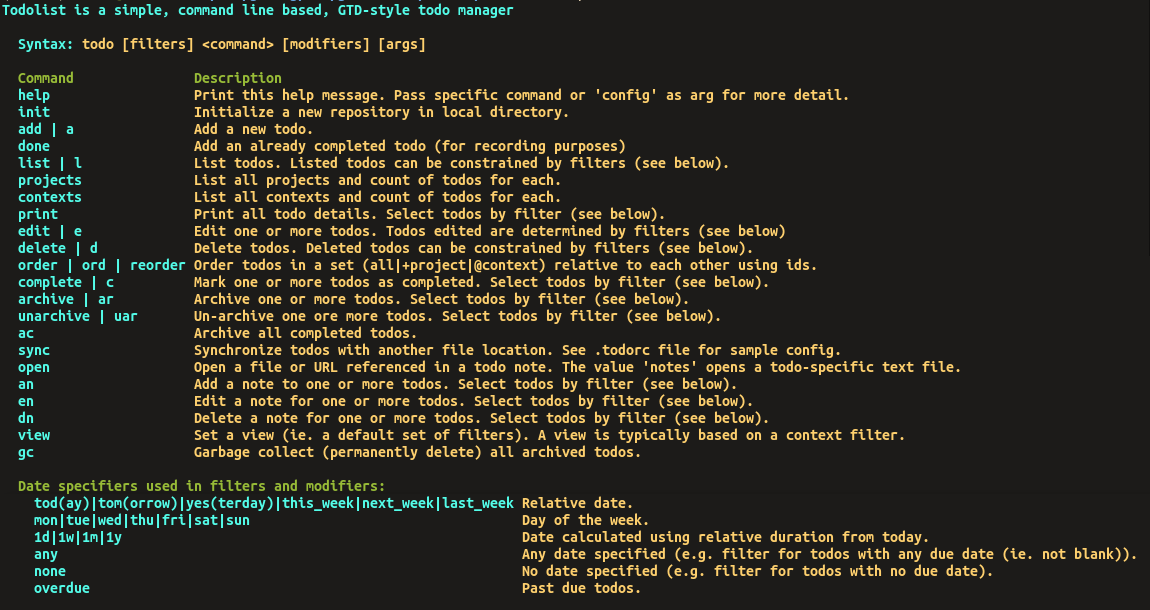 Todolist is a simple, command line based, GTD-style todo manager
Syntax: todo [filters] <command> [modifiers] [args]
Command Description
help Print this help message. Pass specific command or 'config' as arg for more detail.
init Initialize a new repository in local directory.
add | a Add a new todo.
done Add an already completed todo (for recording purposes)
list | l List todos. Listed todos can be constrained by filters (see below).
projects List all projects and count of todos for each.
contexts List all contexts and count of todos for each.
print Print all todo details. Select todos by filter (see below).
edit | e Edit one or more todos. Todos edited are determined by filters (see below)
delete | d Delete todos. Deleted todos can be constrained by filters (see below).
order | ord | reorder Order todos in a set (all|+project|@context) relative to each other using ids.
complete | c Mark one or more todos as completed. Select todos by filter (see below).
archive | ar Archive one or more todos. Select todos by filter (see below).
unarchive | uar Un-archive one ore more todos. Select todos by filter (see below).
ac Archive all completed todos.
sync Synchronize todos with another file location. See .todorc file for sample config.
open Open a file or URL referenced in a todo note. The value 'notes' opens a todo-specific text file.
an Add a note to one or more todos. Select todos by filter (see below).
en Edit a note for one or more todos. Select todos by filter (see below).
dn Delete a note for one or more todos. Select todos by filter (see below).
view Set a view (ie. a default set of filters). A view is typically based on a context filter.
gc Garbage collect (permanently delete) all archived todos.
Date specifiers used in filters and modifiers:
tod(ay)|tom(orrow)|yes(terday)|this_week|next_week|last_week Relative date.
mon|tue|wed|thu|fri|sat|sun Day of the week.
1d|1w|1m|1y Date calculated using relative duration from today.
any Any date specified (e.g. filter for todos with any due date (ie. not blank)).
none No date specified (e.g. filter for todos with no due date).
overdue Past due todos.